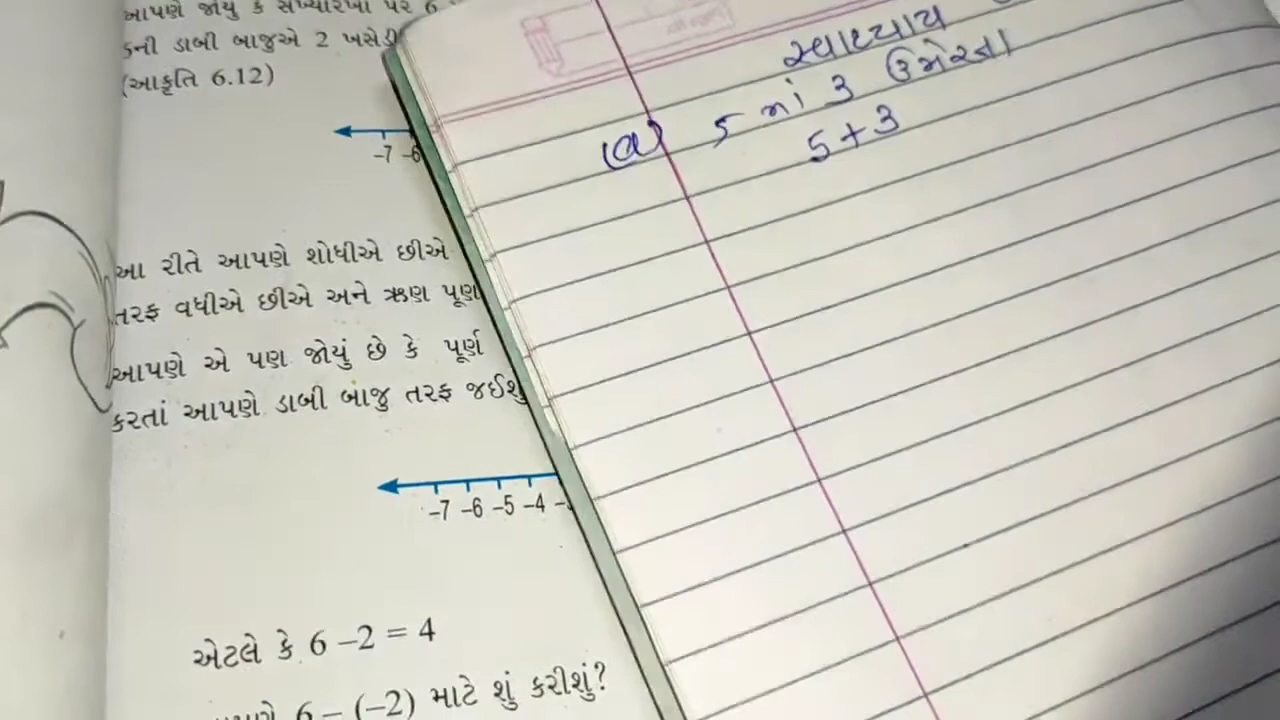 આપણે જોયું કે સંખ્યારેખા પર 6
ડાબી બાજુએ 2 ખસેડી
(આકૃતિ 6.12)
-7 -6
આ રીતે આપણે શોધીએ છીએ
તરફ વધીએ છીએ અને ઋણ પૂર્ણ
આપણે એ પણ જોયું છે કે પૂર્ણ
કરતાં આપણે ડાબી બાજુ તરફ જઈશું
-7 -6 -5 -4
એટલે કે 6 –2 = 4
6 – (–2) માટે શું કરીશું?
સ્વાધ્યાય
(a) 5 માં 3 ઉમેરતા
5 + 3